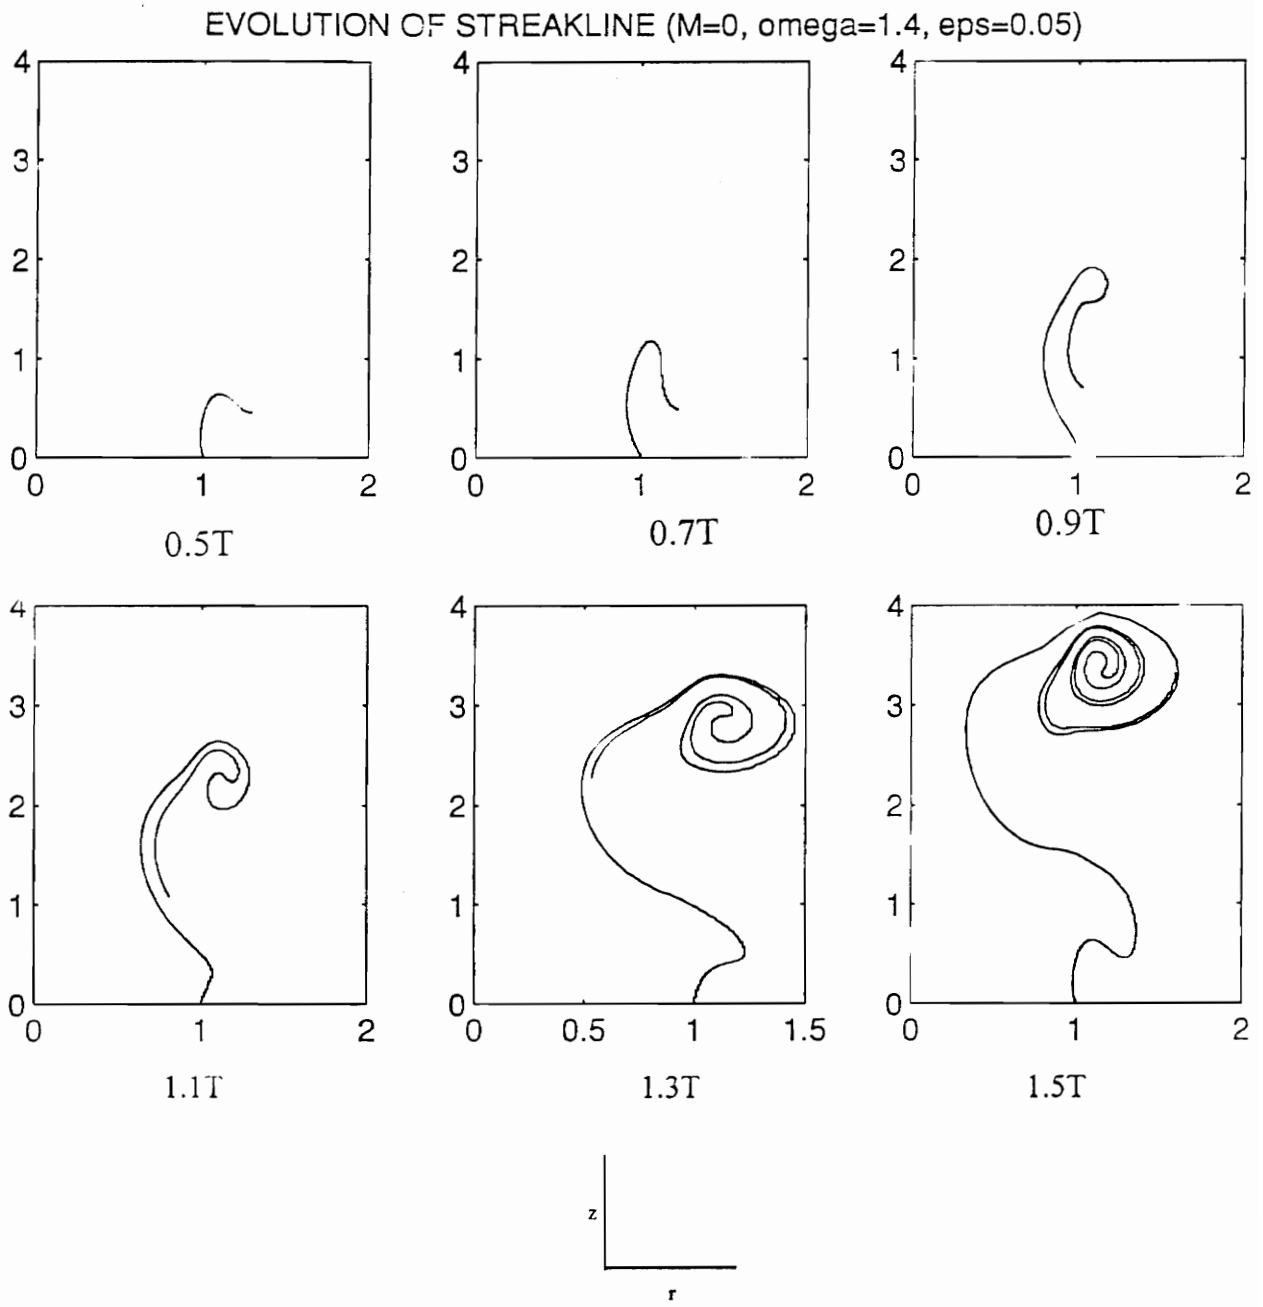 EVOLUTION OF STREAKLINE (M=0, omega=1.4, eps=0.05)
4 4 4
3 3 3
2 2 2
1 1 1
0 0 0
0 1 2 0 1 2 0 1 2
0.5T 0.7T 0.9T
4 4 4
3 3 3
2 2 2
1 1 1
0 0 0
0 1 2 0 0.5 1 1.5 0 1 2
1.1T 1.3T 1.5T
z
r